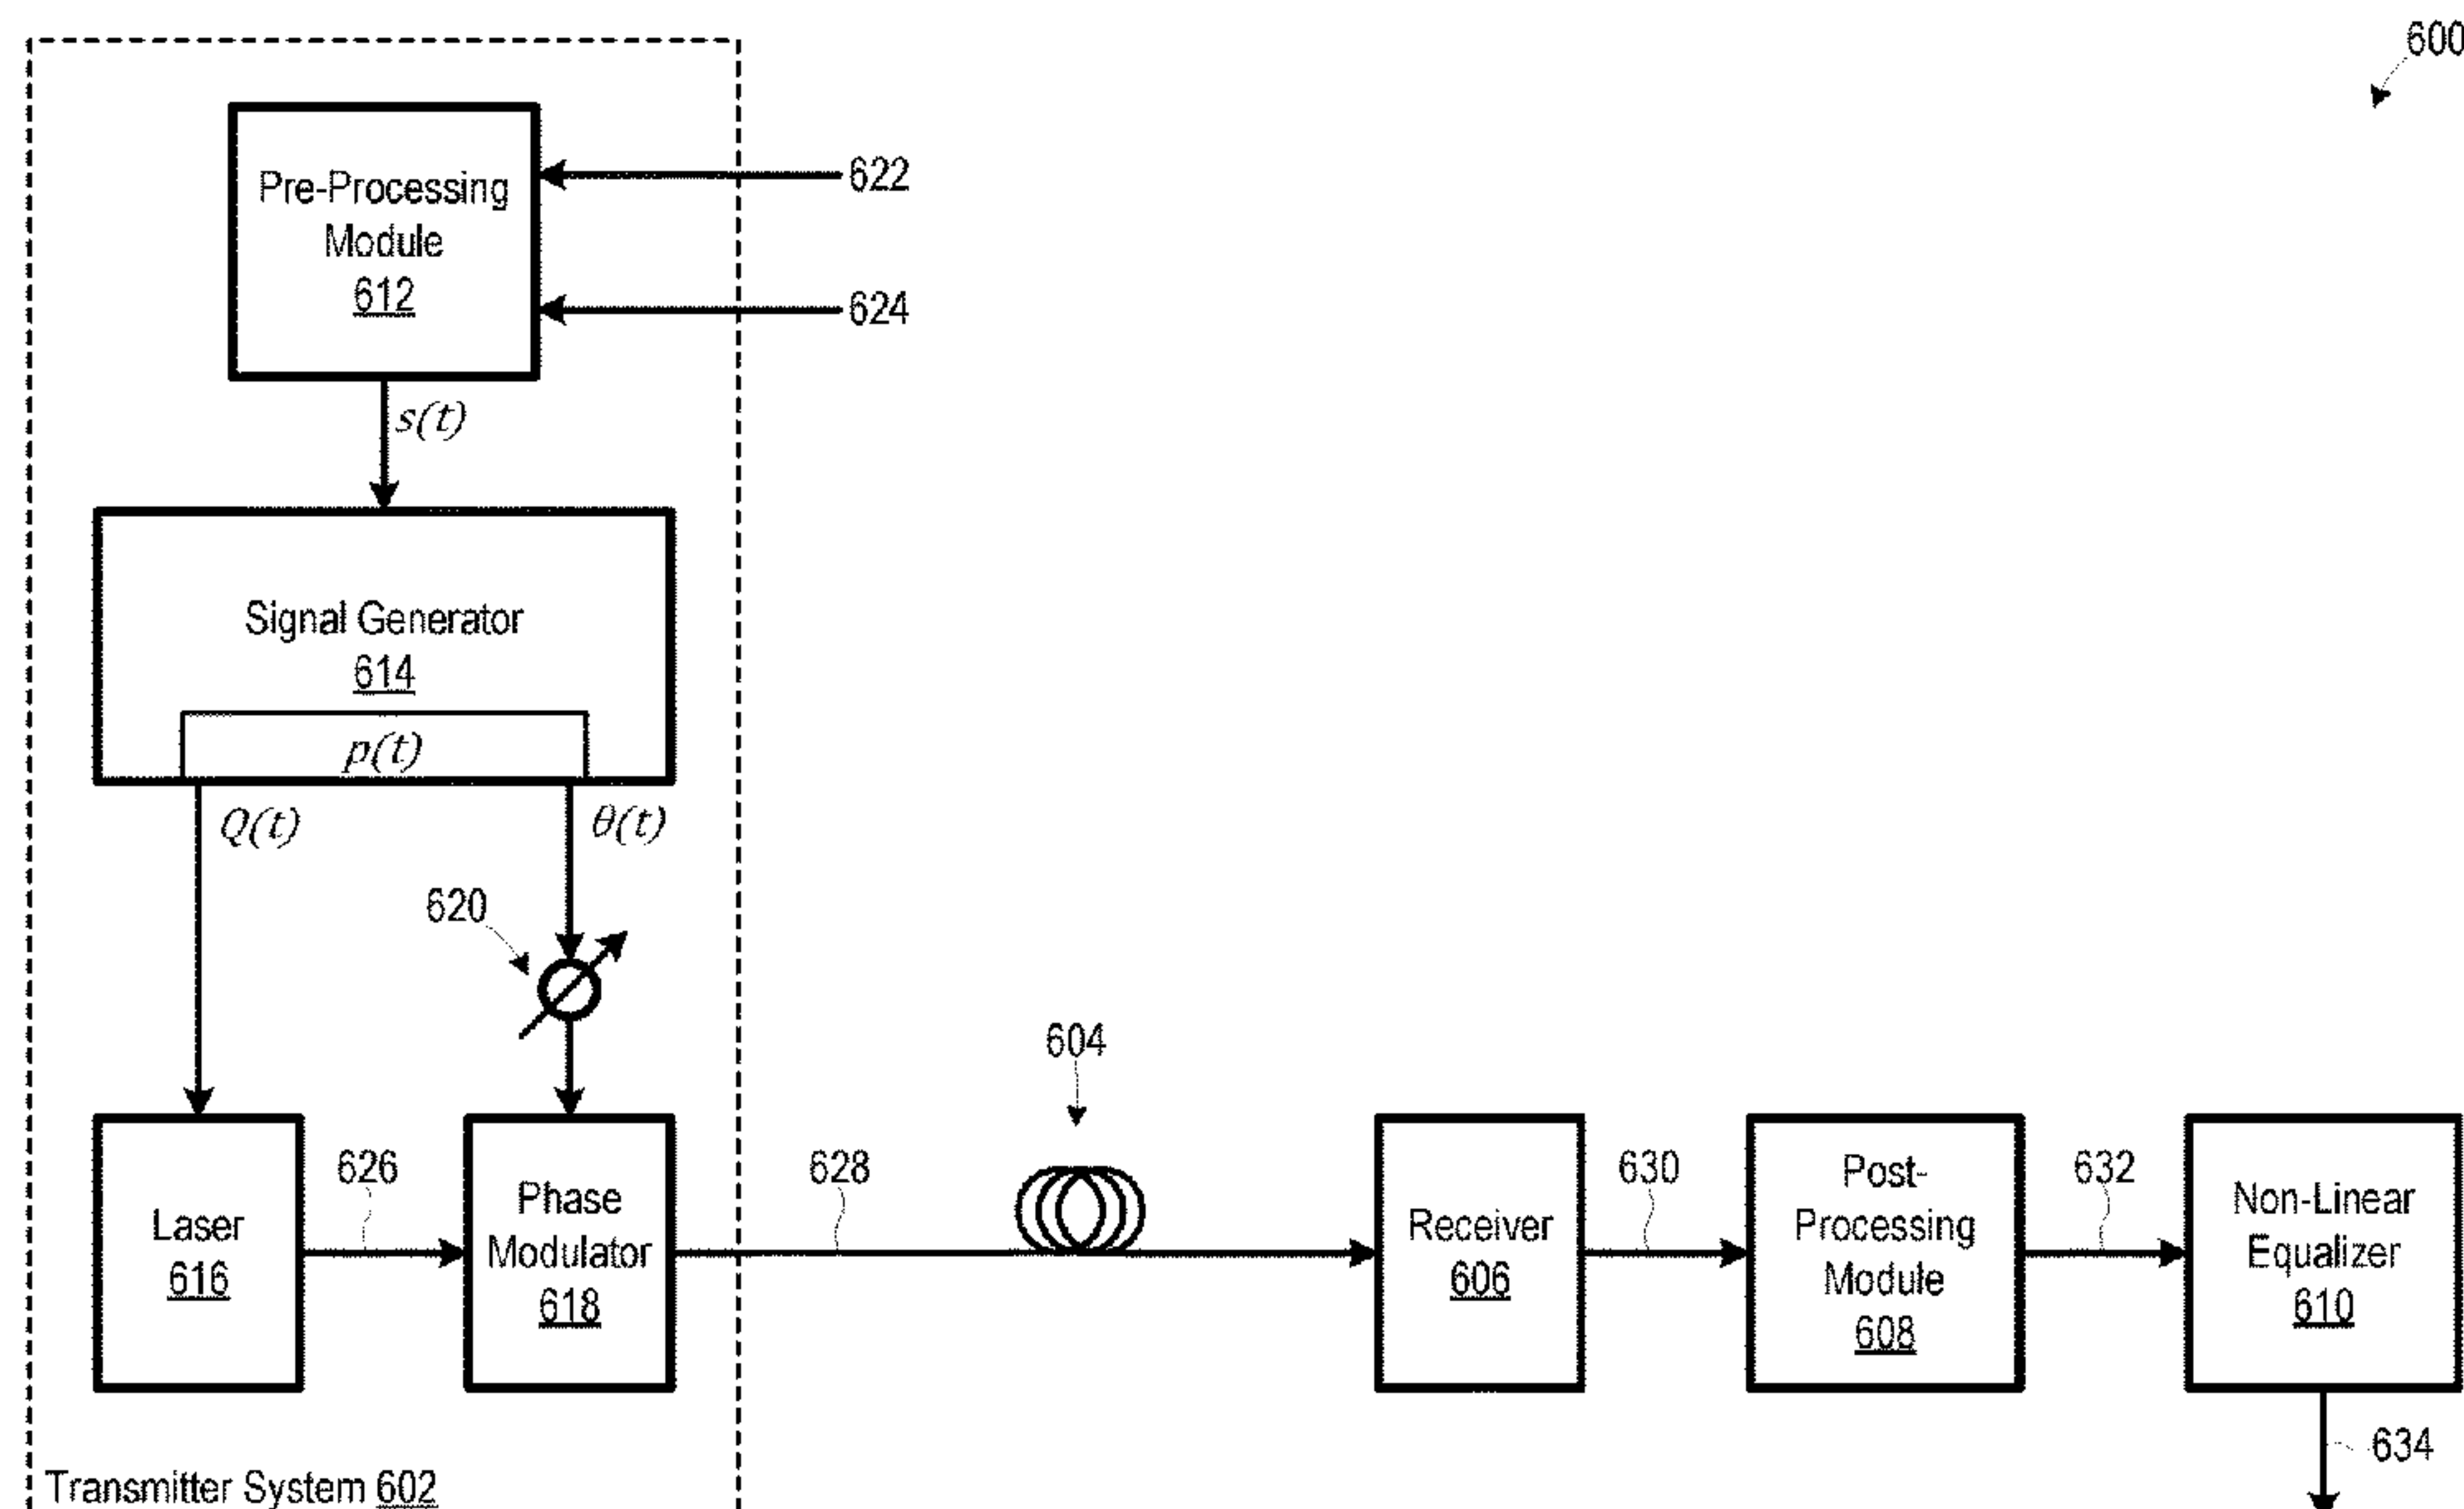 600
Pre-Processing
Module
612
622
624
s(t)
Signal Generator
614
p(t)
Q(t)
θ(t)
620
604
Laser
616
626
Phase
Modulator
618
628
Receiver
606
630
Post-
Processing
Module
608
632
Non-Linear
Equalizer
610
634
Transmitter System 602